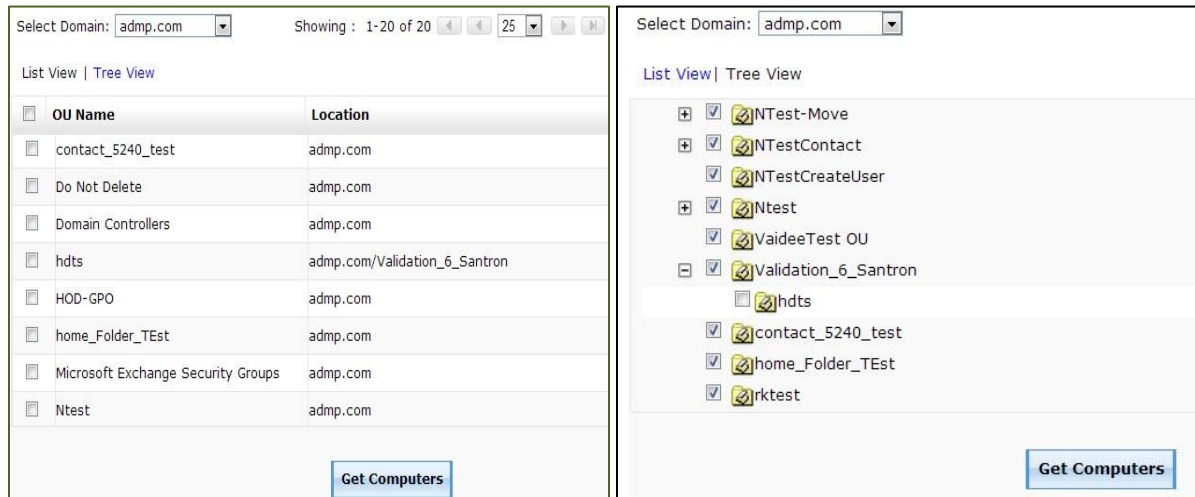 Select Domain: admp.com Showing : 1-20 of 20 25
List View | Tree View
OU Name Location
contact_5240_test admp.com
Do Not Delete admp.com
Domain Controllers admp.com
hdts admp.com/Validation_6_Santron
HOD-GPO admp.com
home_Folder_TEst admp.com
Microsoft Exchange Security Groups admp.com
Ntest admp.com
Get Computers
Select Domain: admp.com
List View| Tree View
NTest-Move
NTestContact
NTestCreateUser
Ntest
VaideeTest OU
Validation_6_Santron
hdts
contact_5240_test
home_Folder_TEst
rktest
Get Computers